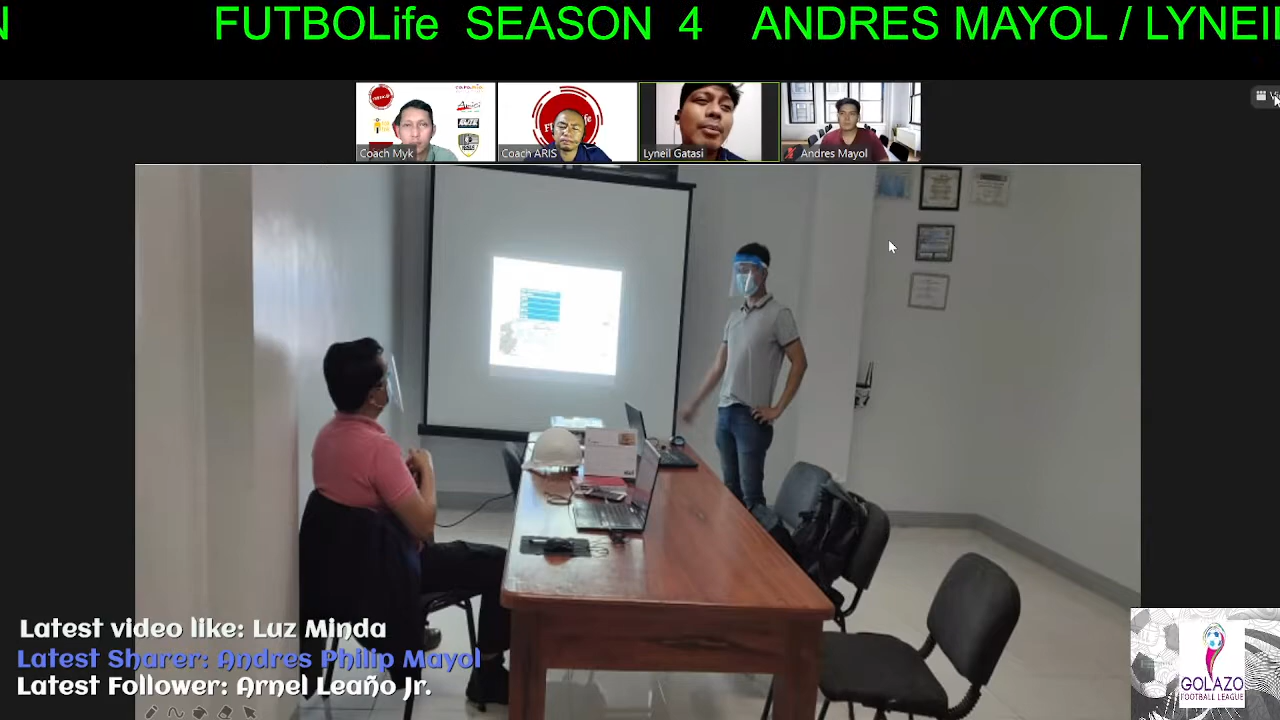 N FUTBOLife SEASON 4 ANDRES MAYOL / LYNEIL
Coach Myk
Coach ARIS
Lyneil Gatasi
Andres Mayol
Latest video like: Luz Minda
Latest Sharer: Andres Philip Mayol
Latest Follower: Arnel Leaño Jr.
GOLAZO
FOOTBALL LEAGUE